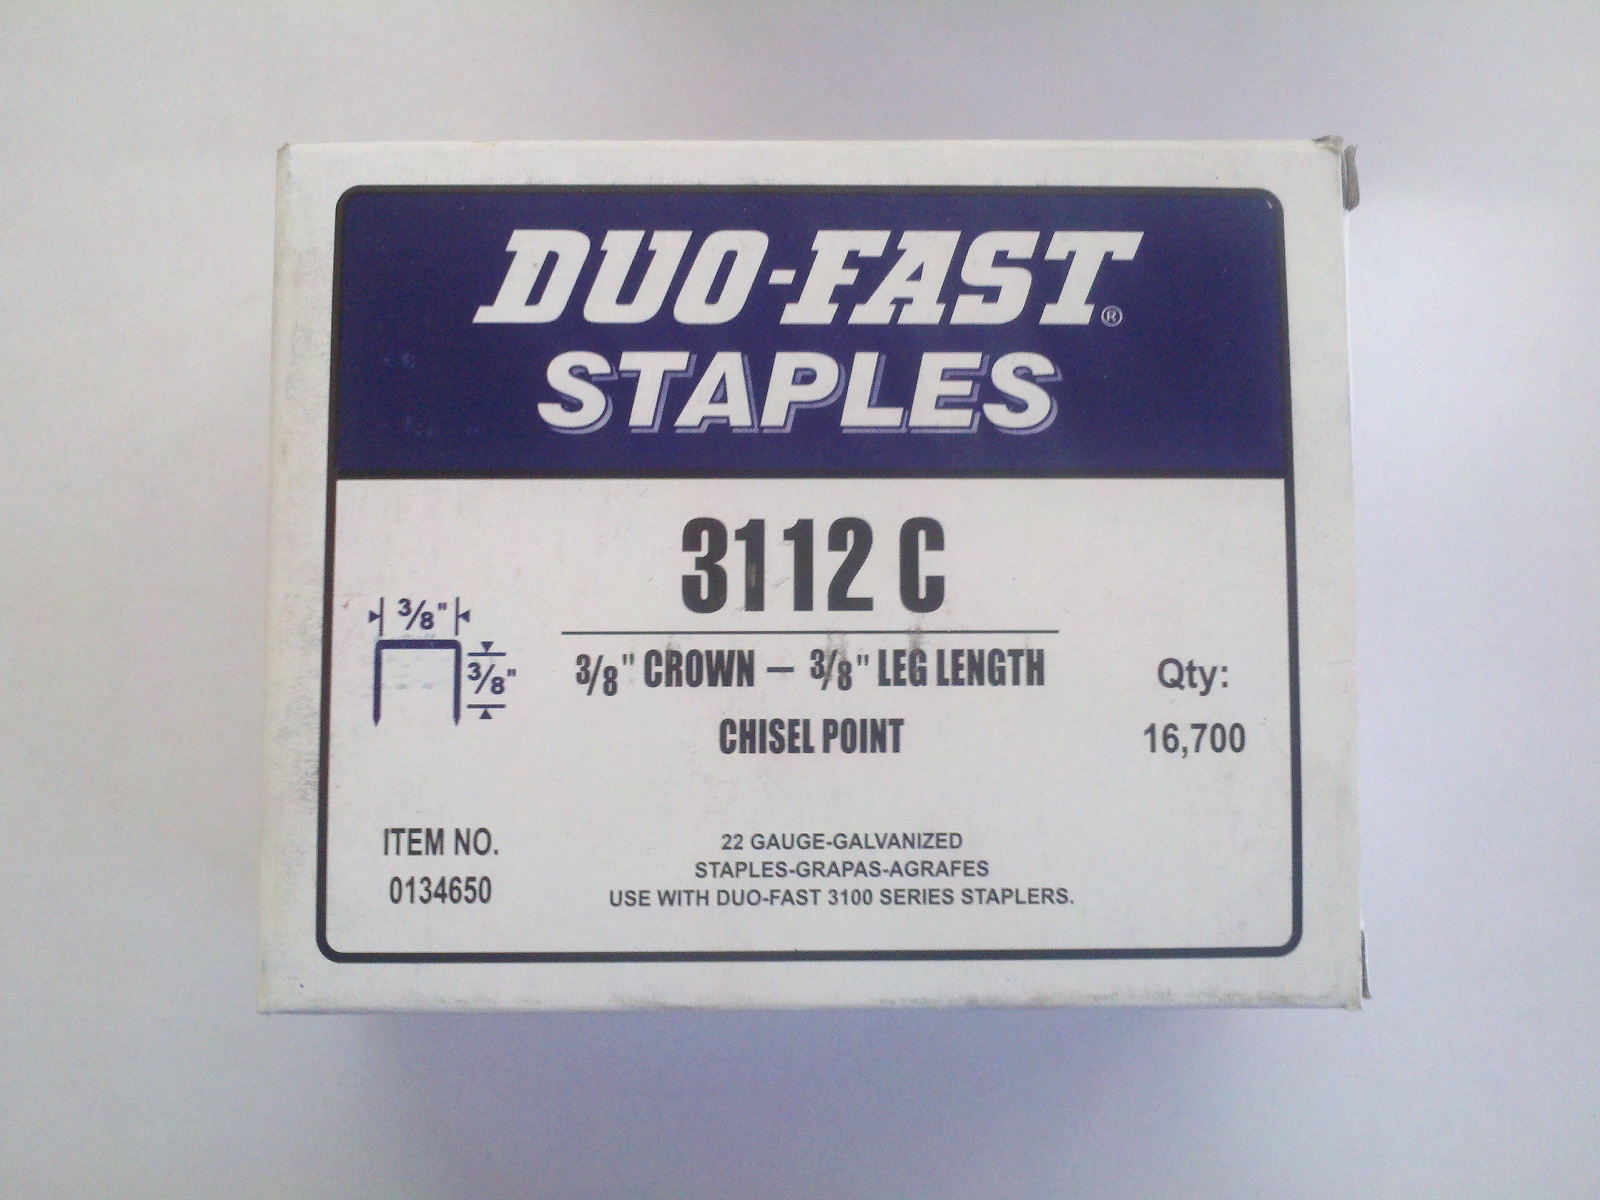 DUO-FAST®
STAPLES
3112 C
3/8" CROWN – 3/8" LEG LENGTH
CHISEL POINT
3/8"
3/8"
Qty:
16,700
ITEM NO.
0134650
22 GAUGE-GALVANIZED
STAPLES-GRAPAS-AGRAFES
USE WITH DUO-FAST 3100 SERIES STAPLERS.